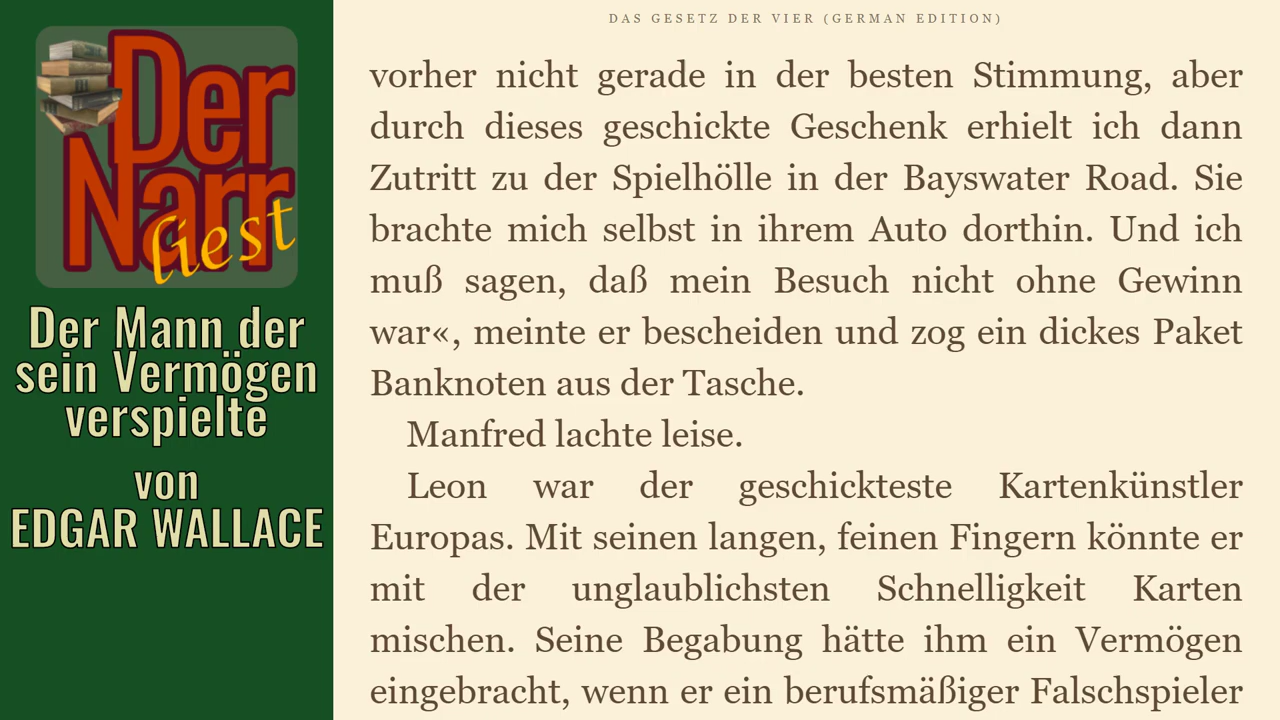 Der
Narr
liest
Der Mann der
sein Vermögen
verspielte
von
EDGAR WALLACE
DAS GESETZ DER VIER (GERMAN EDITION)
vorher nicht gerade in der besten Stimmung, aber
durch dieses geschickte Geschenk erhielt ich dann
Zutritt zu der Spielhölle in der Bayswater Road. Sie
brachte mich selbst in ihrem Auto dorthin. Und ich
muß sagen, daß mein Besuch nicht ohne Gewinn
war«, meinte er bescheiden und zog ein dickes Paket
Banknoten aus der Tasche.
Manfred lachte leise.
Leon war der geschickteste Kartenkünstler
Europas. Mit seinen langen, feinen Fingern könnte er
mit der unglaublichsten Schnelligkeit Karten
mischen. Seine Begabung hätte ihm ein Vermögen
eingebracht, wenn er ein berufsmäßiger Falschspieler